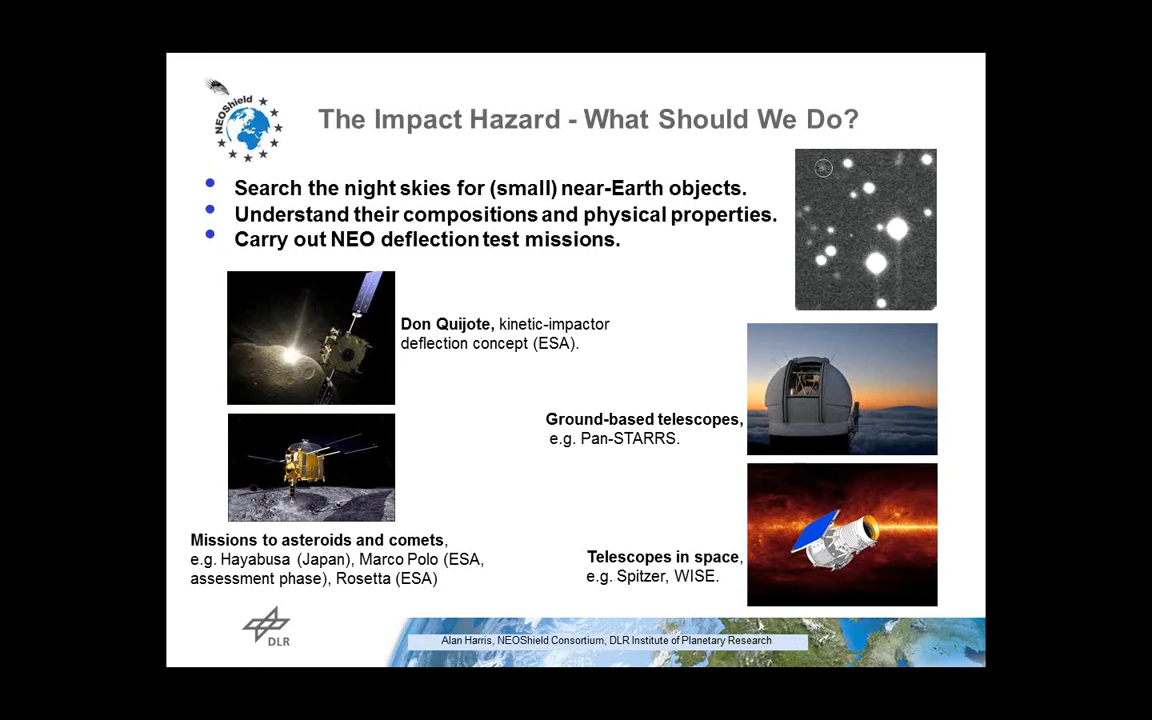 NEOShield
The Impact Hazard - What Should We Do?
• Search the night skies for (small) near-Earth objects.
• Understand their compositions and physical properties.
• Carry out NEO deflection test missions.
Don Quijote, kinetic-impactor
deflection concept (ESA).
Ground-based telescopes,
e.g. Pan-STARRS.
Missions to asteroids and comets,
e.g. Hayabusa (Japan), Marco Polo (ESA,
assessment phase), Rosetta (ESA)
Telescopes in space,
e.g. Spitzer, WISE.
DLR
Alan Harris, NEOShield Consortium, DLR Institute of Planetary Research